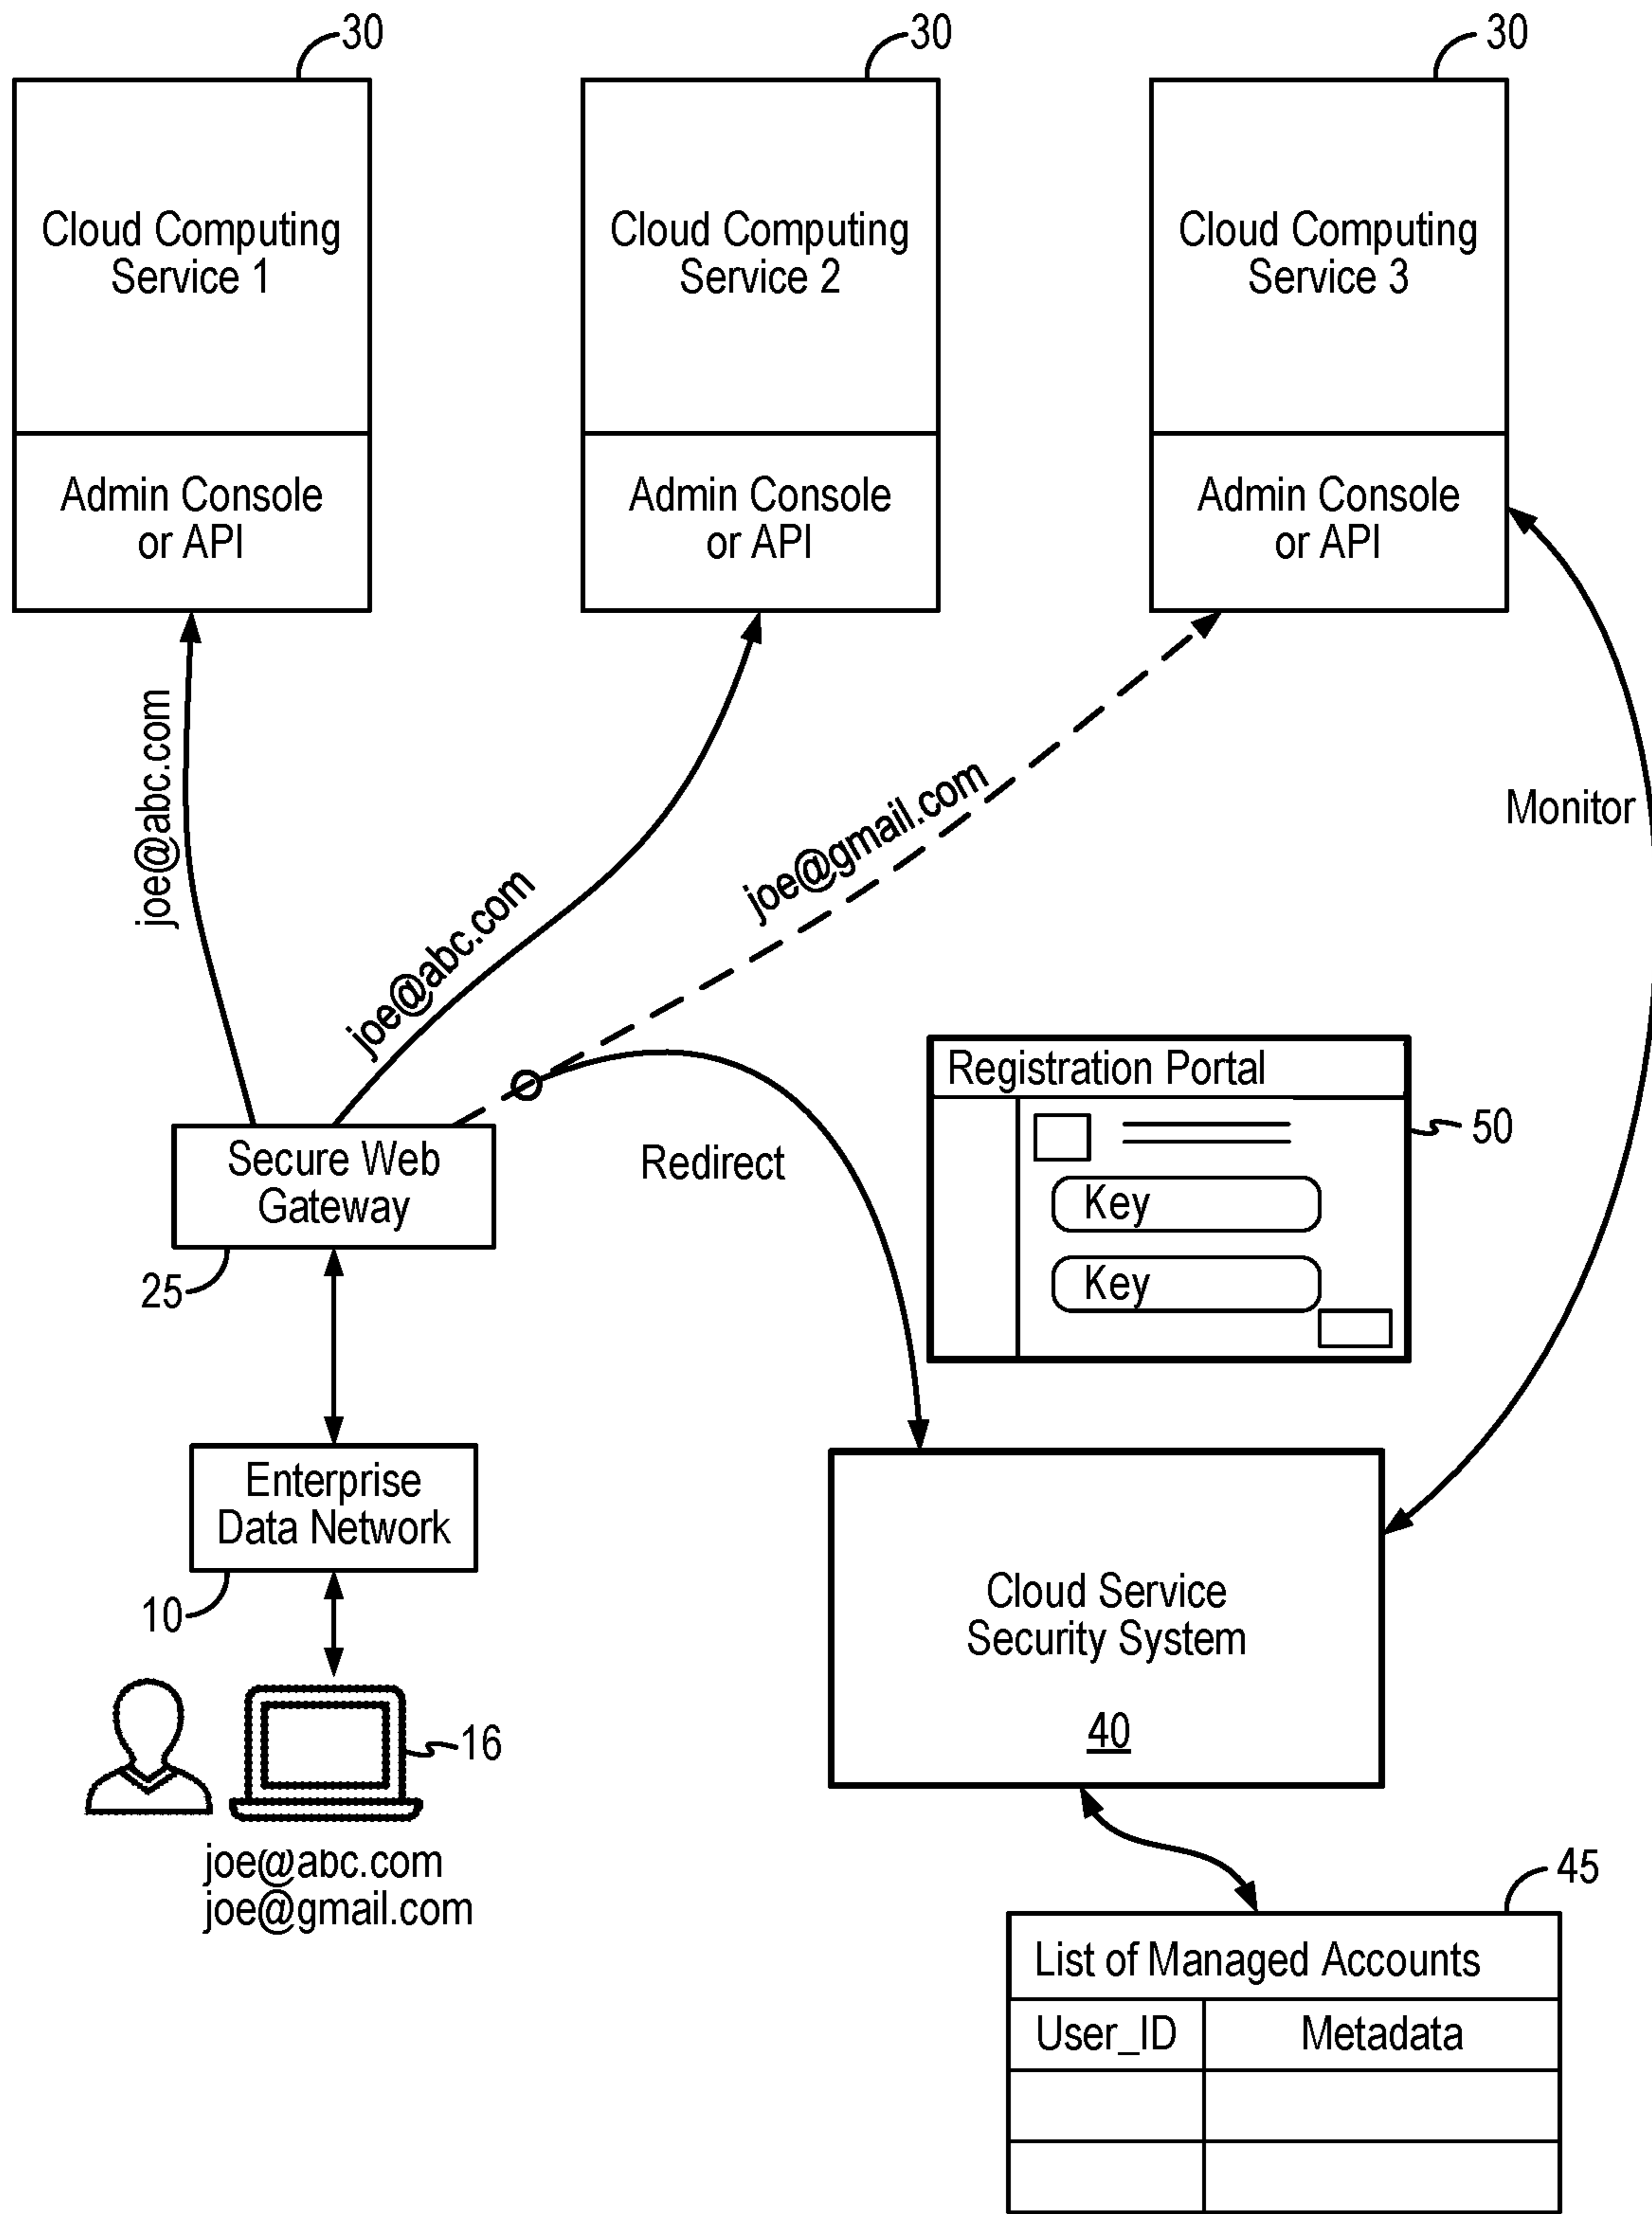 30
30
30
Cloud Computing
Service 1
Cloud Computing
Service 2
Cloud Computing
Service 3
Admin Console
or API
Admin Console
or API
Admin Console
or API
joe@abc.com
joe@abc.com
joe@gmail.com
Monitor
Registration Portal
50
Key
Key
Secure Web
Gateway
25
Redirect
Enterprise
Data Network
10
Cloud Service
Security System
40
16
joe@abc.com
joe@gmail.com
45
List of Managed Accounts
User_ID
Metadata